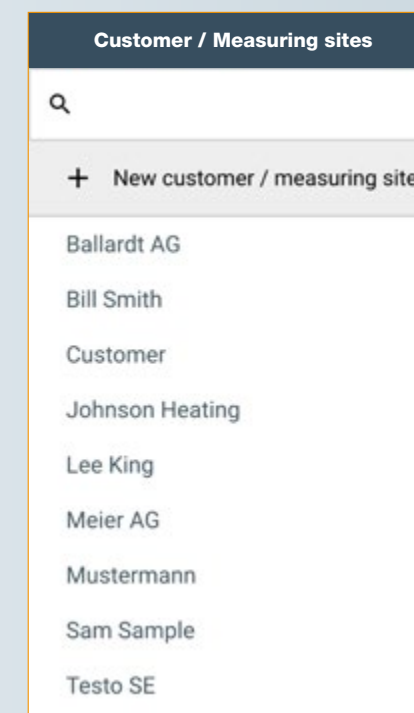 Customer / Measuring sites
+ New customer / measuring site
Ballardt AG
Bill Smith
Customer
Johnson Heating
Lee King
Meier AG
Mustermann
Sam Sample
Testo SE